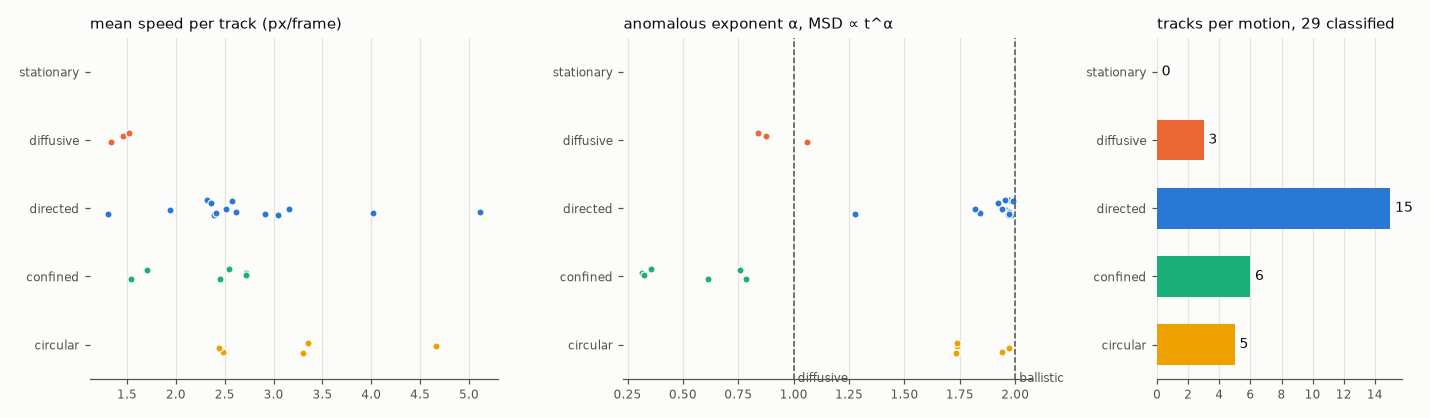 mean speed per track (px/frame)
stationary
diffusive
directed
confined
circular
1.5 2.0 2.5 3.0 3.5 4.0 4.5 5.0
anomalous exponent α, MSD ∝ t^α
stationary
diffusive
directed
confined
circular
diffusive
ballistic
0.25 0.50 0.75 1.00 1.25 1.50 1.75 2.00
tracks per motion, 29 classified
stationary 0
diffusive 3
directed 15
confined 6
circular 5
0 2 4 6 8 10 12 14